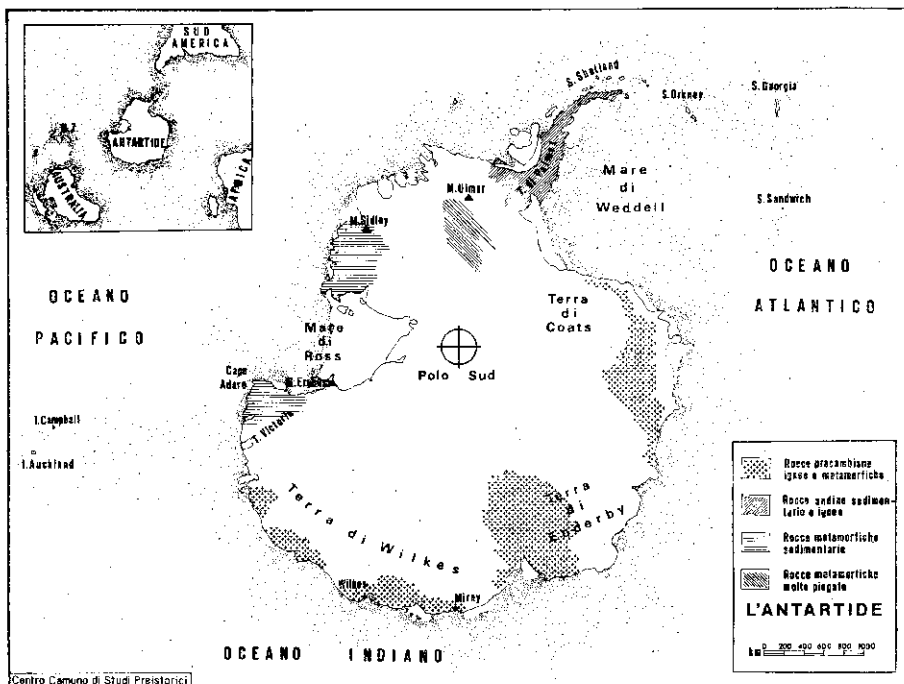 SUD
AMERICA
N.Z.
ANTARTIDE
AUSTRALIA
AFRICA
S. Shetland
S. Orkney
S. Georgia
T. di Palmer
Mare
di
Weddell
M. Ulmer
S. Sandwich
M. Sidley
OCEANO
ATLANTICO
OCEANO
PACIFICO
Terra
di
Coats
Mare
di
Ross
Polo Sud
Cape
Adare
M. Erebus
T. Victoria
I. Campbell
I. Auckland
Terra di Wilkes
Terra
di
Enderby
Wilkes
Mirny
OCEANO INDIANO
Rocce precambiane
ignee e metamorfiche
Rocce andine sedimen-
tarie e ignee
Rocce metamorfiche
sedimentarie
Rocce metamorfiche
molto piegate
L'ANTARTIDE
km 0 200 400 600 800 1000
Centro Camuno di Studi Preistorici